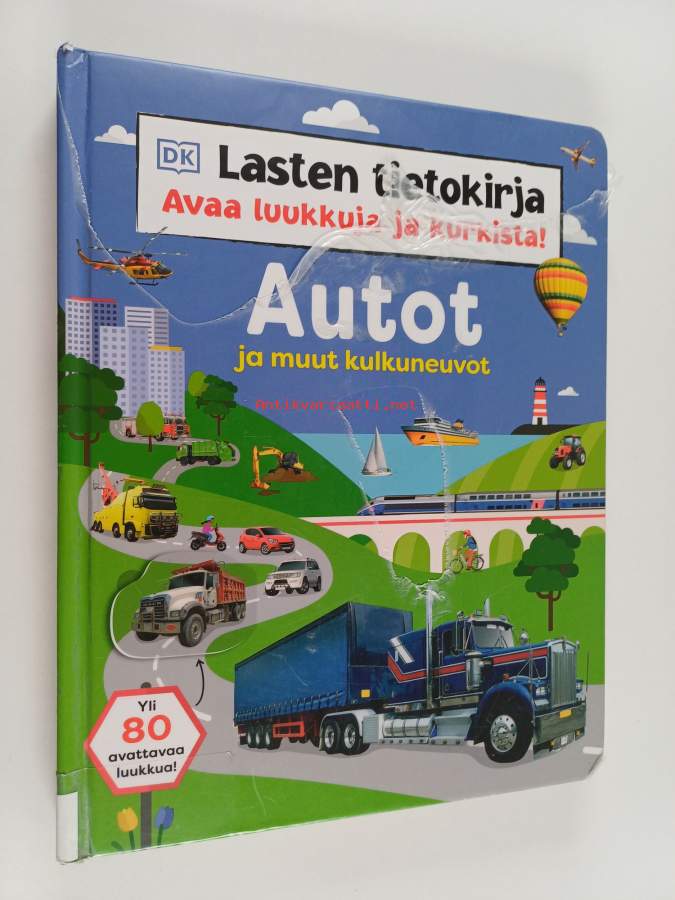 DK Lasten tietokirja
Avaa luukkuja ja kurkista!
Autot
ja muut kulkuneuvot
Antikvariaatti.net
Yli
80
avattavaa
luukkua!